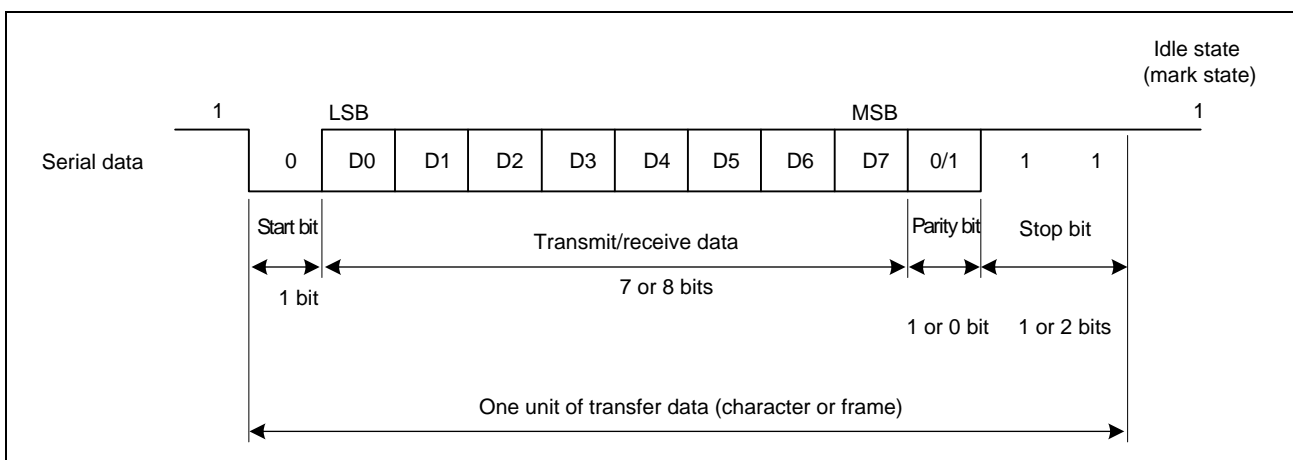 Idle state
(mark state)
1 LSB MSB 1
Serial data 0 D0 D1 D2 D3 D4 D5 D6 D7 0/1 1 1
Start bit Transmit/receive data Parity bit Stop bit
1 bit 7 or 8 bits
1 or 0 bit 1 or 2 bits
One unit of transfer data (character or frame)